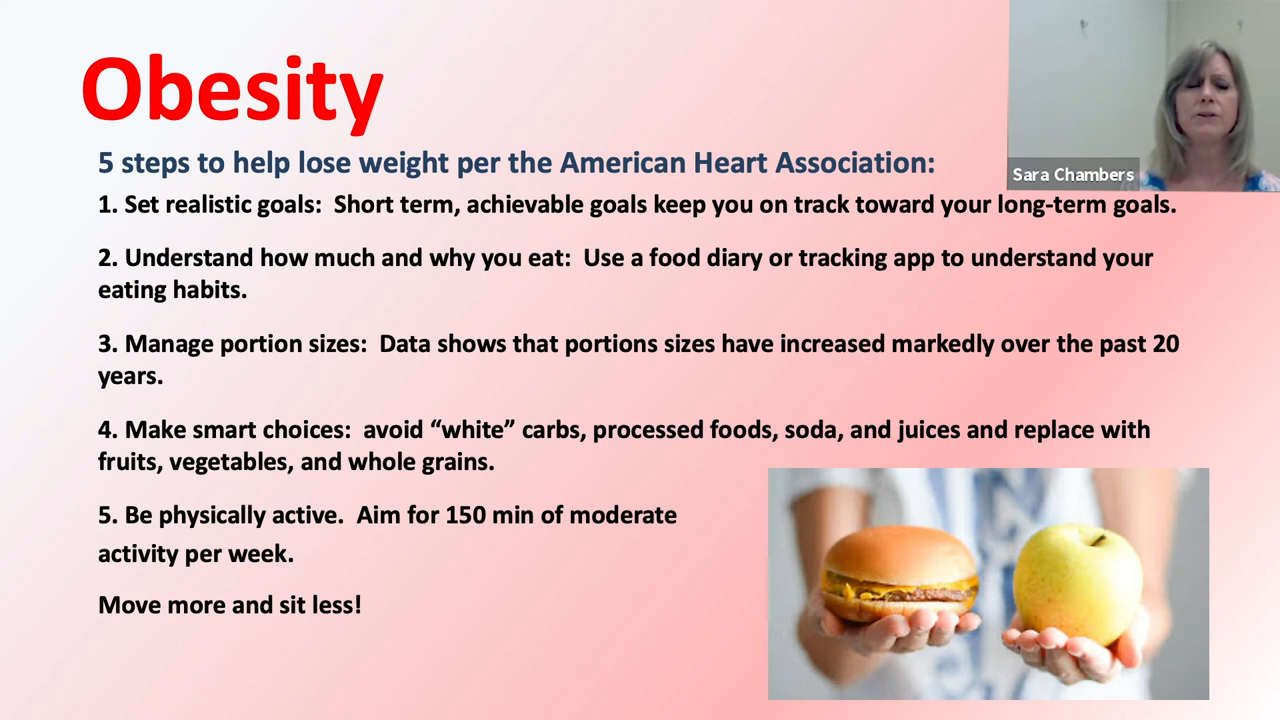 Obesity
Sara Chambers
5 steps to help lose weight per the American Heart Association:
1. Set realistic goals:  Short term, achievable goals keep you on track toward your long-term goals.
2. Understand how much and why you eat:  Use a food diary or tracking app to understand your
eating habits.
3. Manage portion sizes:  Data shows that portions sizes have increased markedly over the past 20
years.
4. Make smart choices:  avoid “white” carbs, processed foods, soda, and juices and replace with
fruits, vegetables, and whole grains.
5. Be physically active.  Aim for 150 min of moderate
activity per week.
Move more and sit less!